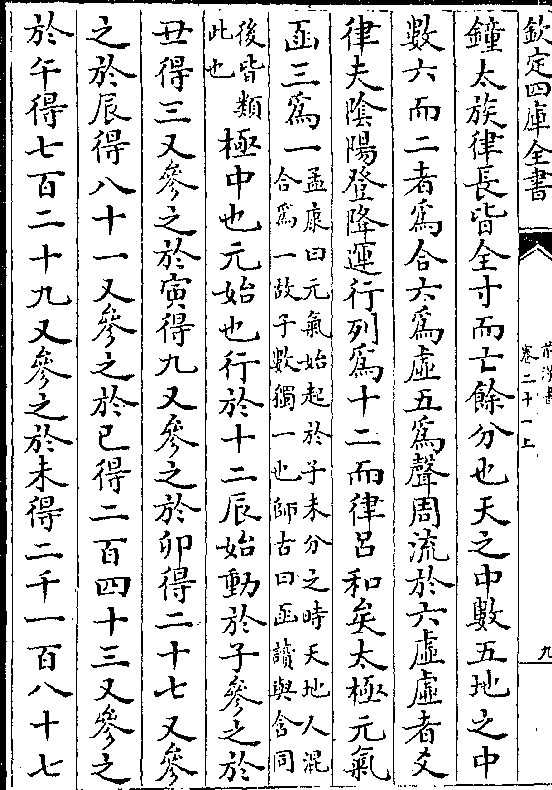 欽定四庫全書
前漢書
卷二十一上
九
鐘太族律長皆全寸而亡餘分也天之中數五地之中
數六而二者為合六為虛五為聲周流於六虛虛者爻
律夫隂陽登降運行列為十二而律吕和矣太極元氣
函三為一孟康曰元氣始起於子未分之時天地人混
合為一故子數獨一也師古曰函讀與含同
後皆類
此也
極中也元始也行於十二辰始動於子參之於
丑得三又參之於寅得九又參之於卯得二十七又參
之於辰得八十一又參之於巳得二百四十三又參之
於午得七百二十九又參之於未得二千一百八十七